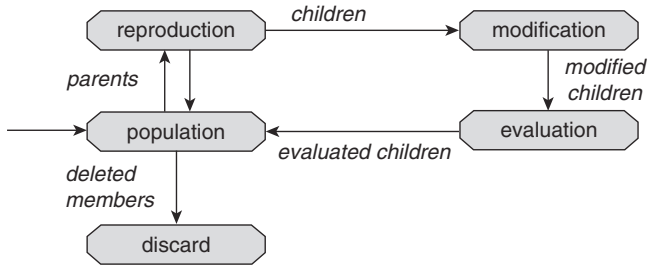 children
reproduction
modification
parents
modified
children
population
evaluation
evaluated children
deleted
members
discard